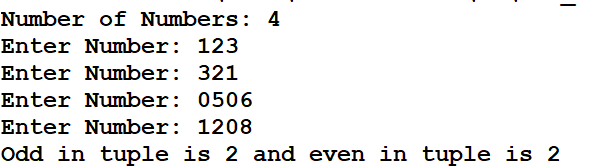 Number of Numbers: 4
Enter Number: 123
Enter Number: 321
Enter Number: 0506
Enter Number: 1208
Odd in tuple is 2 and even in tuple is 2